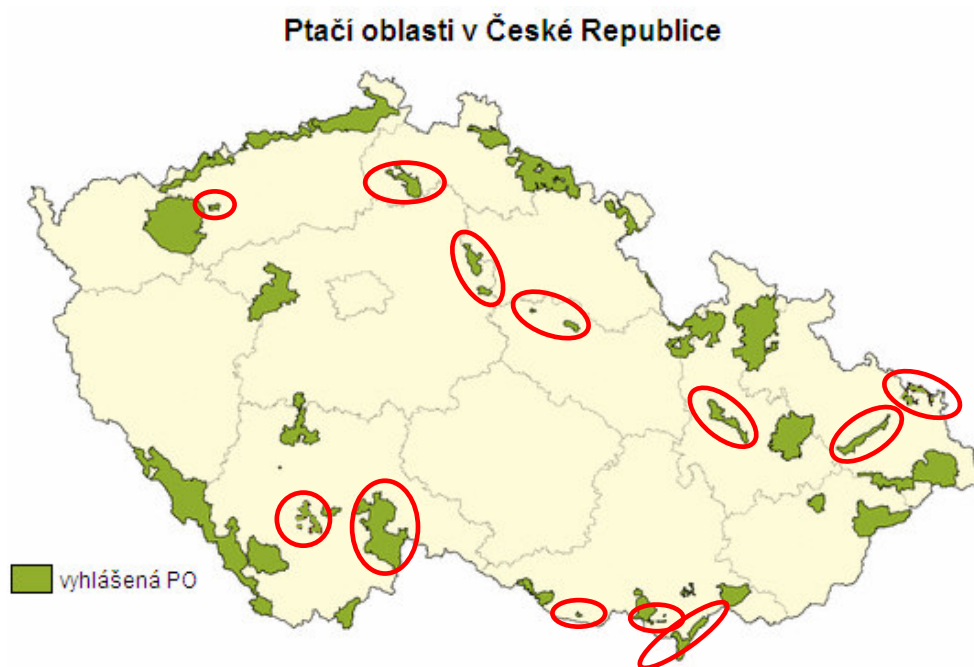 Ptačí oblasti v České Republice
vyhlášená PO